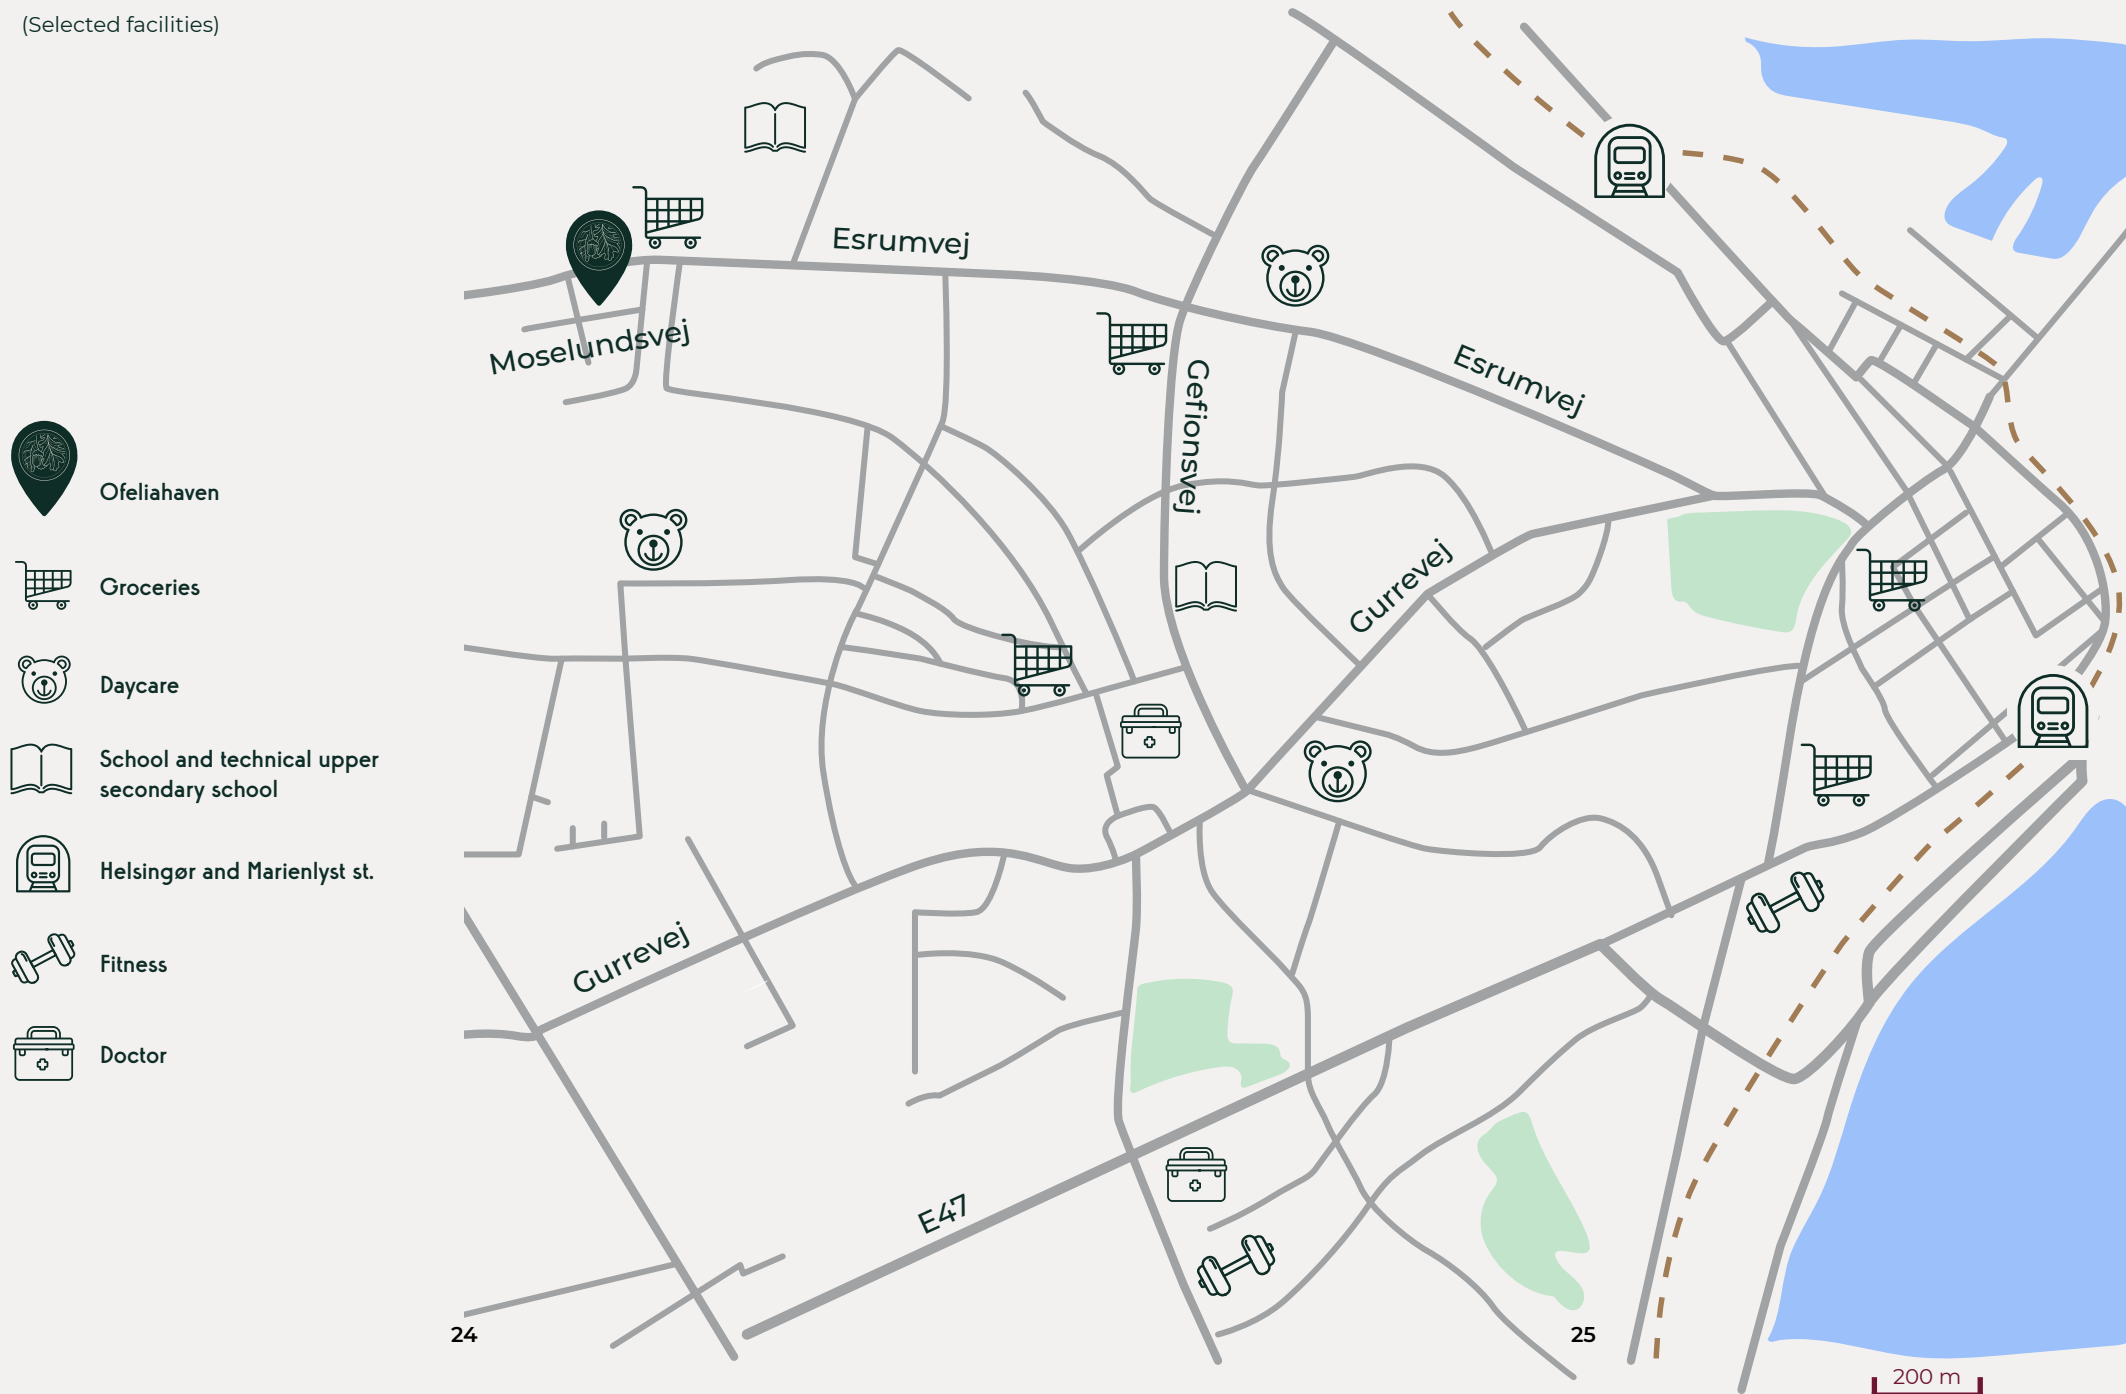 (Selected facilities)
Esrumvej
Moselundsvej
Gefionsvej
Esrumvej
Gurrevej
Gurrevej
E47
Ofeliahaven
Groceries
Daycare
School and technical upper
secondary school
Helsingør and Marienlyst st.
Fitness
Doctor
24
25
200 m